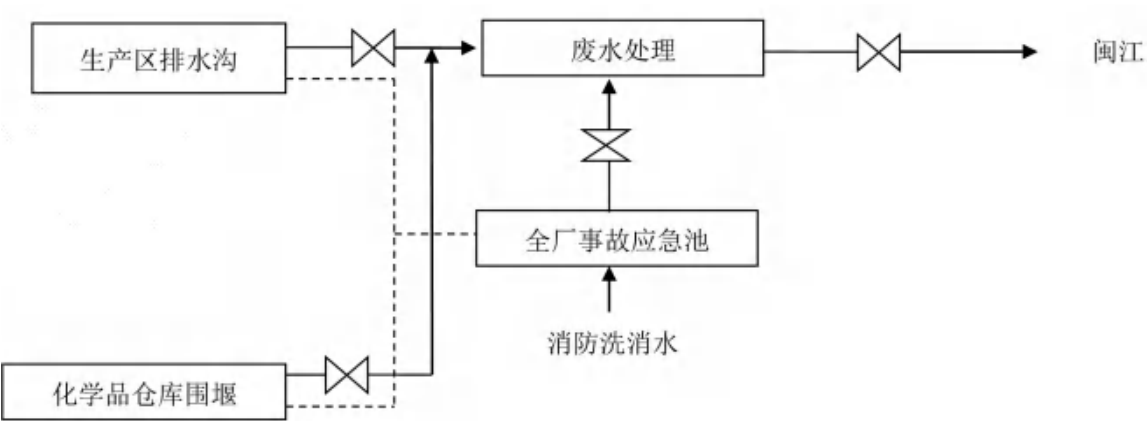 生产区排水沟
废水处理
闽江
全厂事故应急池
消防洗消水
化学品仓库围堰